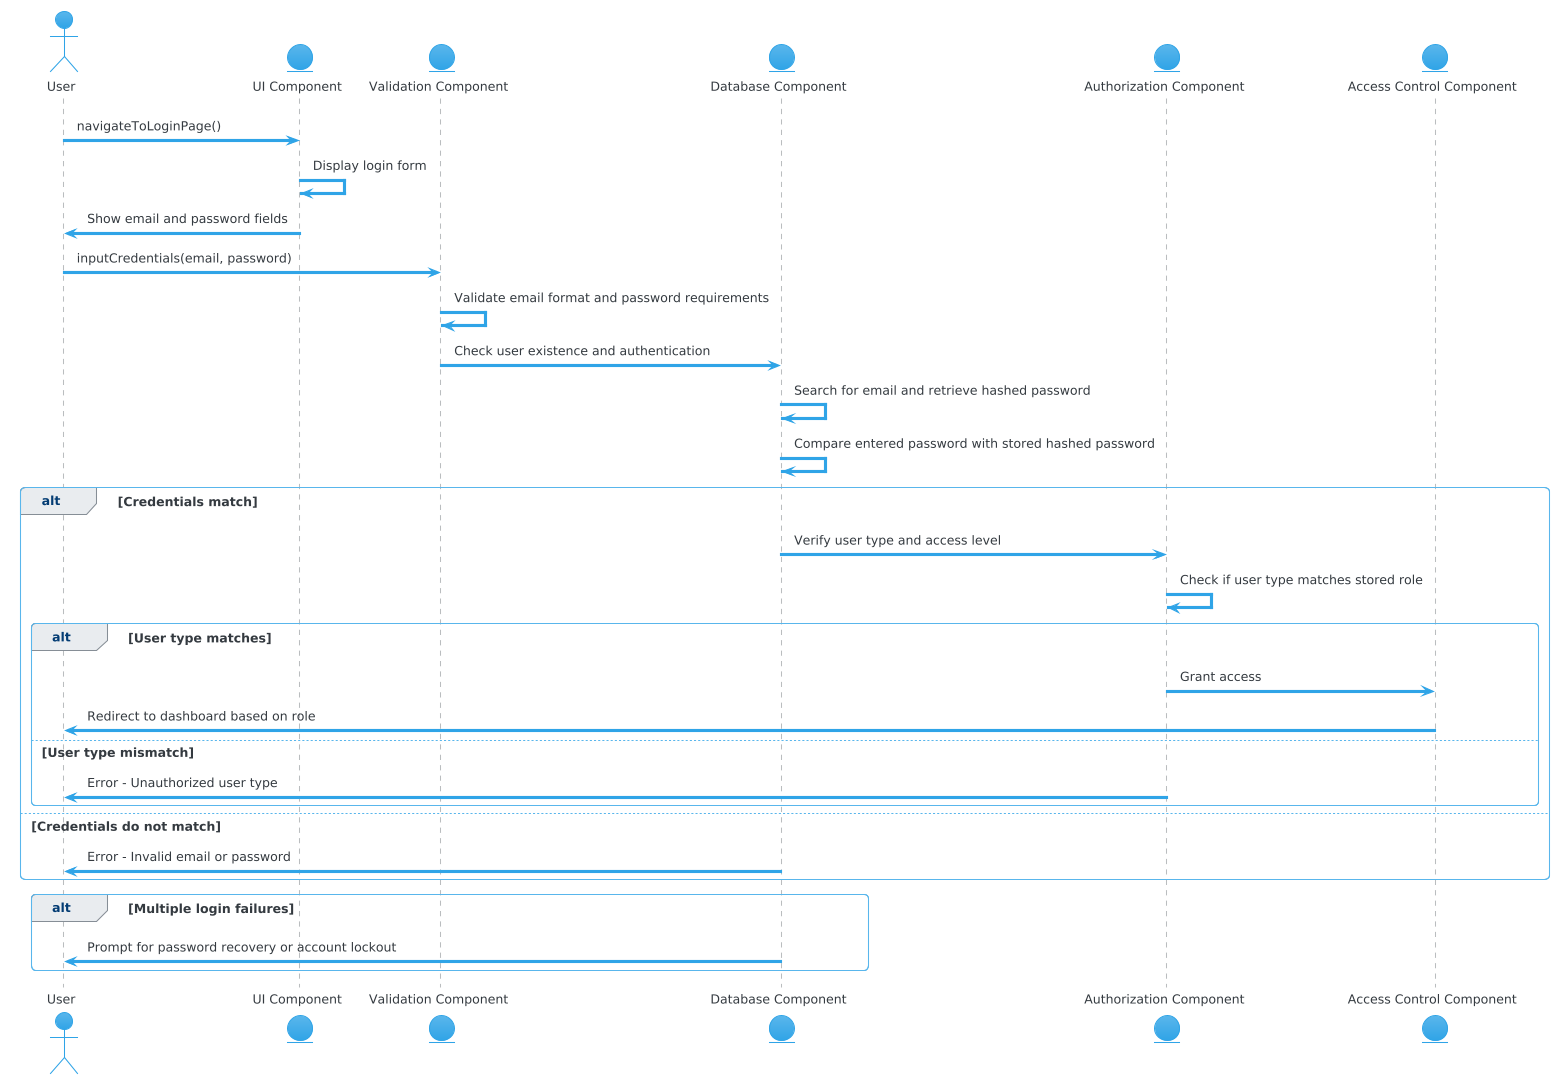 User
UI Component
Validation Component
Database Component
Authorization Component
Access Control Component
navigateToLoginPage()
Display login form
Show email and password fields
inputCredentials(email, password)
Validate email format and password requirements
Check user existence and authentication
Search for email and retrieve hashed password
Compare entered password with stored hashed password
alt [Credentials match]
Verify user type and access level
Check if user type matches stored role
alt [User type matches]
Grant access
Redirect to dashboard based on role
[User type mismatch]
Error - Unauthorized user type
[Credentials do not match]
Error - Invalid email or password
alt [Multiple login failures]
Prompt for password recovery or account lockout
User
UI Component
Validation Component
Database Component
Authorization Component
Access Control Component